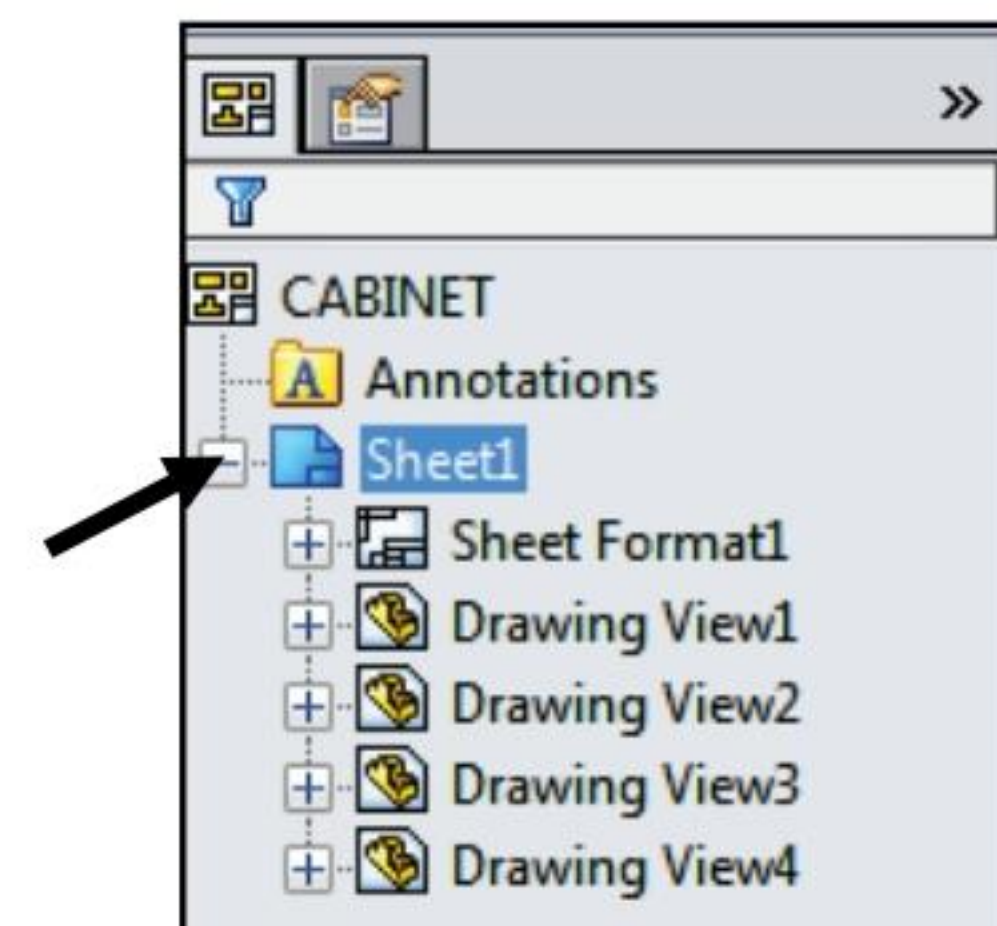 CABINET
Annotations
Sheet1
Sheet Format1
Drawing View1
Drawing View2
Drawing View3
Drawing View4